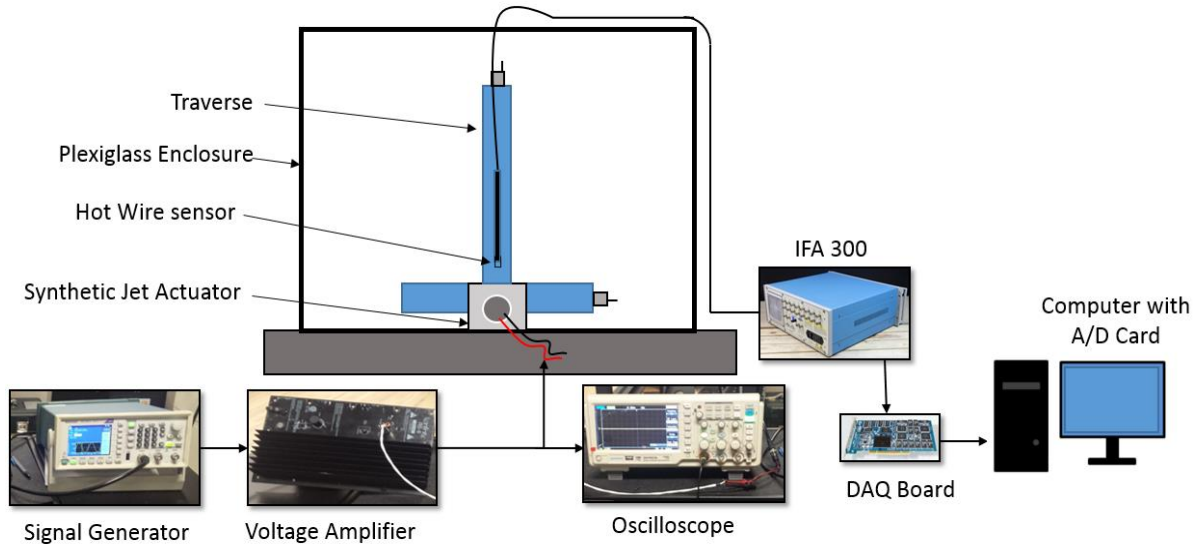 Traverse
Plexiglass Enclosure
Hot Wire sensor
Synthetic Jet Actuator
IFA 300
Computer with
A/D Card
DAQ Board
Signal Generator
Voltage Amplifier
Oscilloscope